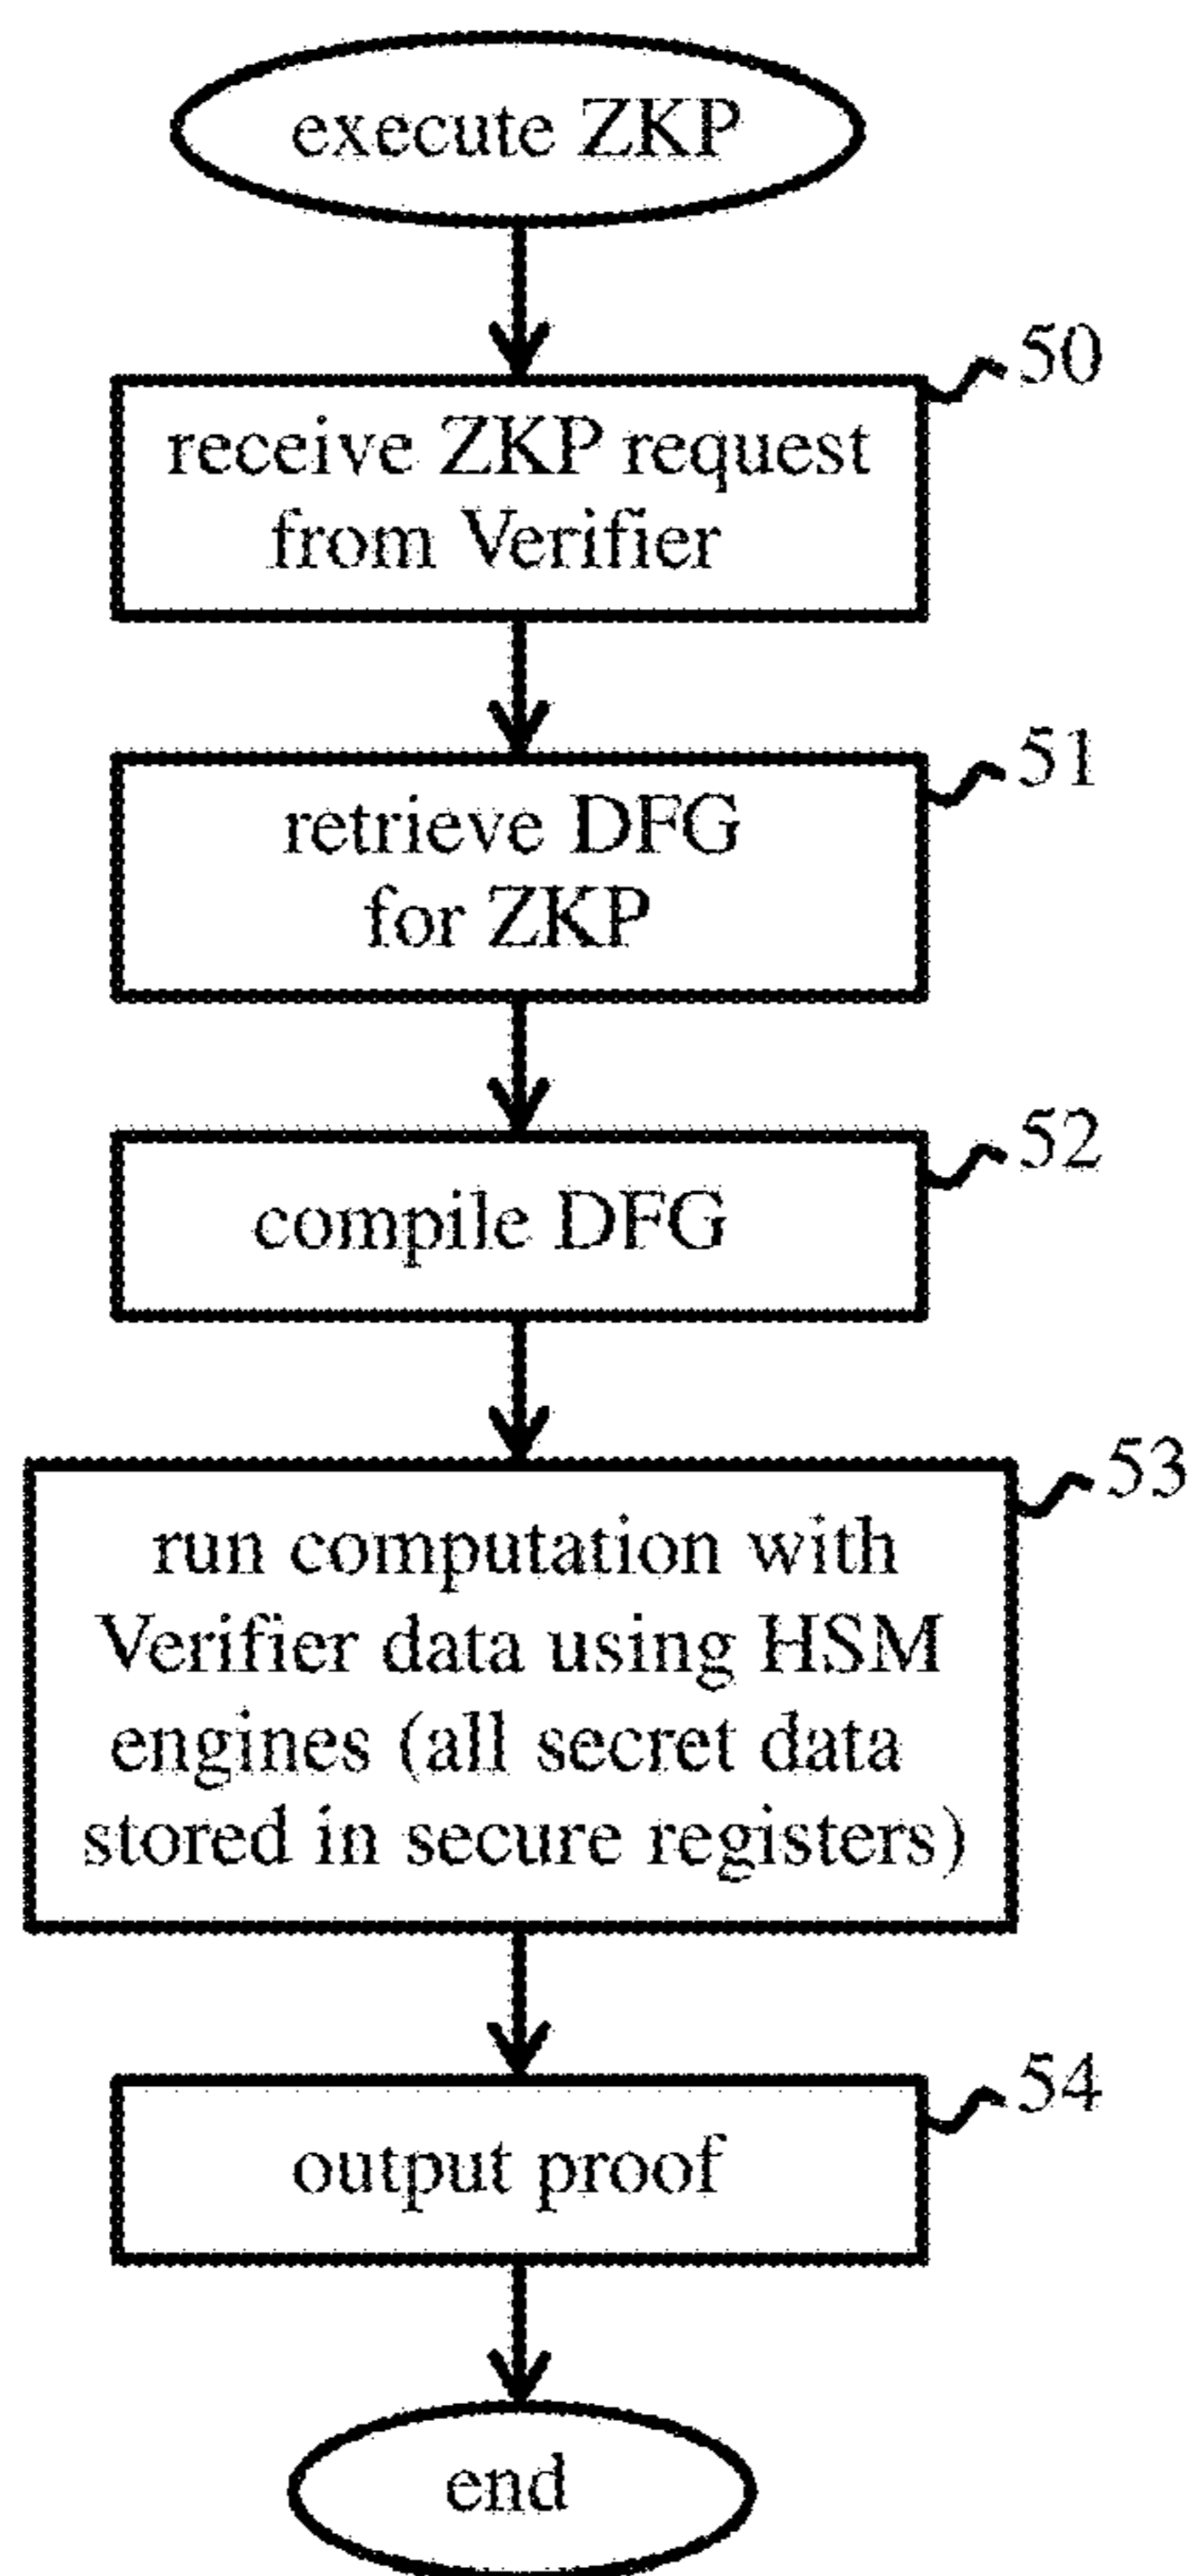 execute ZKP
50
receive ZKP request
from Verifier
51
retrieve DFG
for ZKP
52
compile DFG
53
run computation with
Verifier data using HSM
engines (all secret data
stored in secure registers)
54
output proof
end